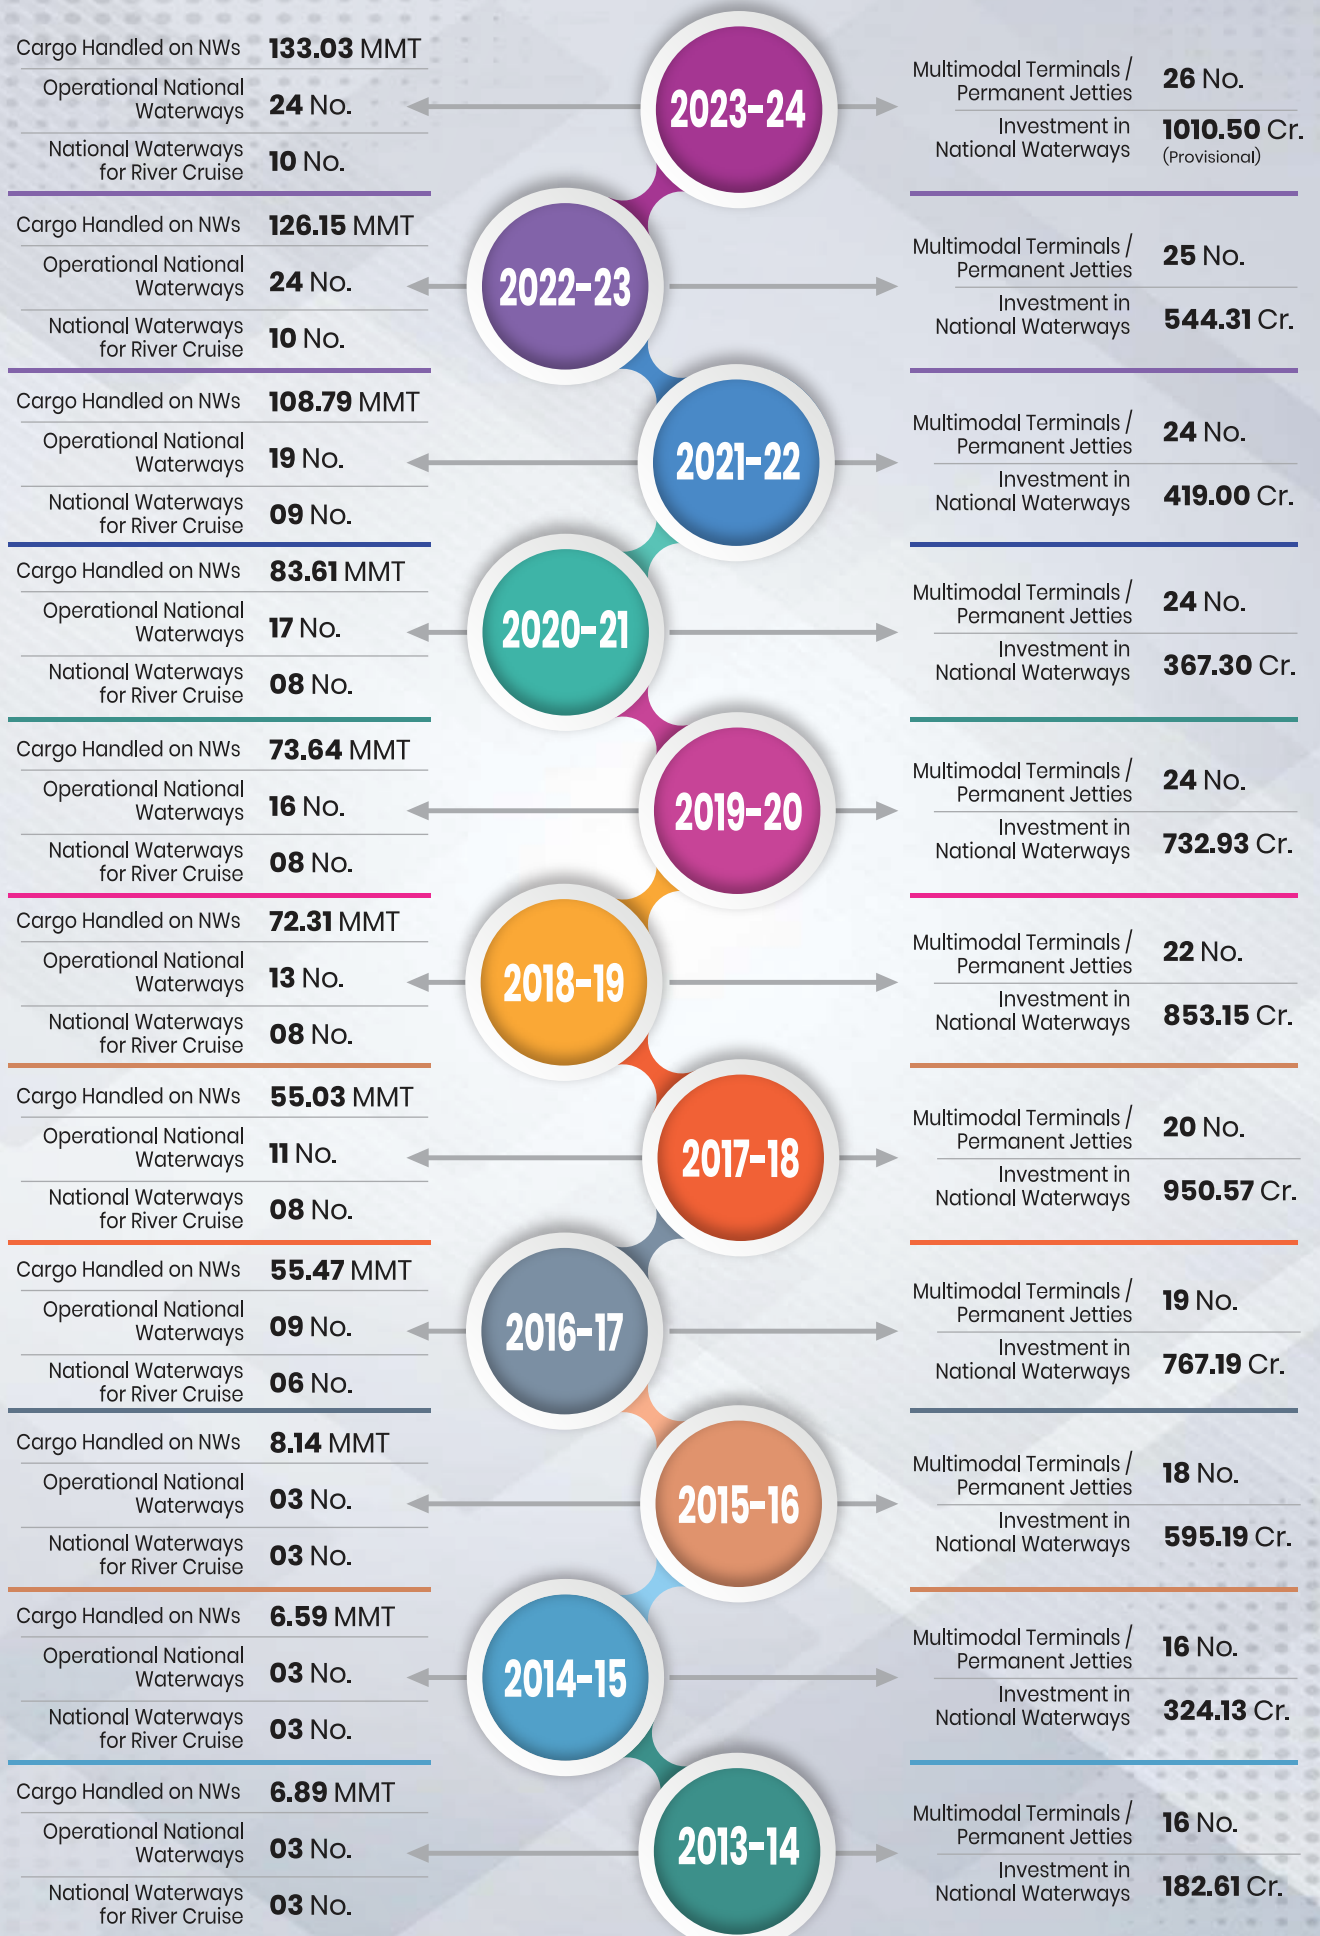 Cargo Handled on NWs 133.03 MMT
Operational National
Waterways
24 No.
National Waterways
for River Cruise
10 No.
2023-24
Multimodal Terminals /
Permanent Jetties
26 No.
Investment in
National Waterways
1010.50 Cr.
(Provisional)
Cargo Handled on NWs 126.15 MMT
Operational National
Waterways
24 No.
National Waterways
for River Cruise
10 No.
2022-23
Multimodal Terminals /
Permanent Jetties
25 No.
Investment in
National Waterways
544.31 Cr.
Cargo Handled on NWs 108.79 MMT
Operational National
Waterways
19 No.
National Waterways
for River Cruise
09 No.
2021-22
Multimodal Terminals /
Permanent Jetties
24 No.
Investment in
National Waterways
419.00 Cr.
Cargo Handled on NWs 83.61 MMT
Operational National
Waterways
17 No.
National Waterways
for River Cruise
08 No.
2020-21
Multimodal Terminals /
Permanent Jetties
24 No.
Investment in
National Waterways
367.30 Cr.
Cargo Handled on NWs 73.64 MMT
Operational National
Waterways
16 No.
National Waterways
for River Cruise
08 No.
2019-20
Multimodal Terminals /
Permanent Jetties
24 No.
Investment in
National Waterways
732.93 Cr.
Cargo Handled on NWs 72.31 MMT
Operational National
Waterways
13 No.
National Waterways
for River Cruise
08 No.
2018-19
Multimodal Terminals /
Permanent Jetties
22 No.
Investment in
National Waterways
853.15 Cr.
Cargo Handled on NWs 55.03 MMT
Operational National
Waterways
11 No.
National Waterways
for River Cruise
08 No.
2017-18
Multimodal Terminals /
Permanent Jetties
20 No.
Investment in
National Waterways
950.57 Cr.
Cargo Handled on NWs 55.47 MMT
Operational National
Waterways
09 No.
National Waterways
for River Cruise
06 No.
2016-17
Multimodal Terminals /
Permanent Jetties
19 No.
Investment in
National Waterways
767.19 Cr.
Cargo Handled on NWs 8.14 MMT
Operational National
Waterways
03 No.
National Waterways
for River Cruise
03 No.
2015-16
Multimodal Terminals /
Permanent Jetties
18 No.
Investment in
National Waterways
595.19 Cr.
Cargo Handled on NWs 6.59 MMT
Operational National
Waterways
03 No.
National Waterways
for River Cruise
03 No.
2014-15
Multimodal Terminals /
Permanent Jetties
16 No.
Investment in
National Waterways
324.13 Cr.
Cargo Handled on NWs 6.89 MMT
Operational National
Waterways
03 No.
National Waterways
for River Cruise
03 No.
2013-14
Multimodal Terminals /
Permanent Jetties
16 No.
Investment in
National Waterways
182.61 Cr.